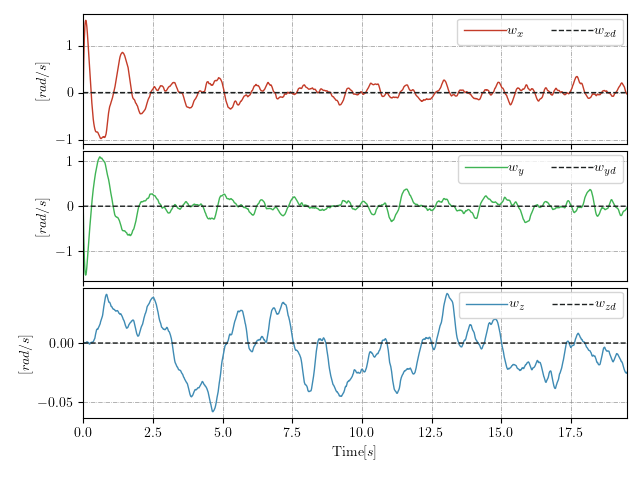 w_x w_xd
1
0
−1
[rad/s]
w_y w_yd
1
0
−1
[rad/s]
w_z w_zd
0.00
−0.05
[rad/s]
0.0 2.5 5.0 7.5 10.0 12.5 15.0 17.5
Time[s]